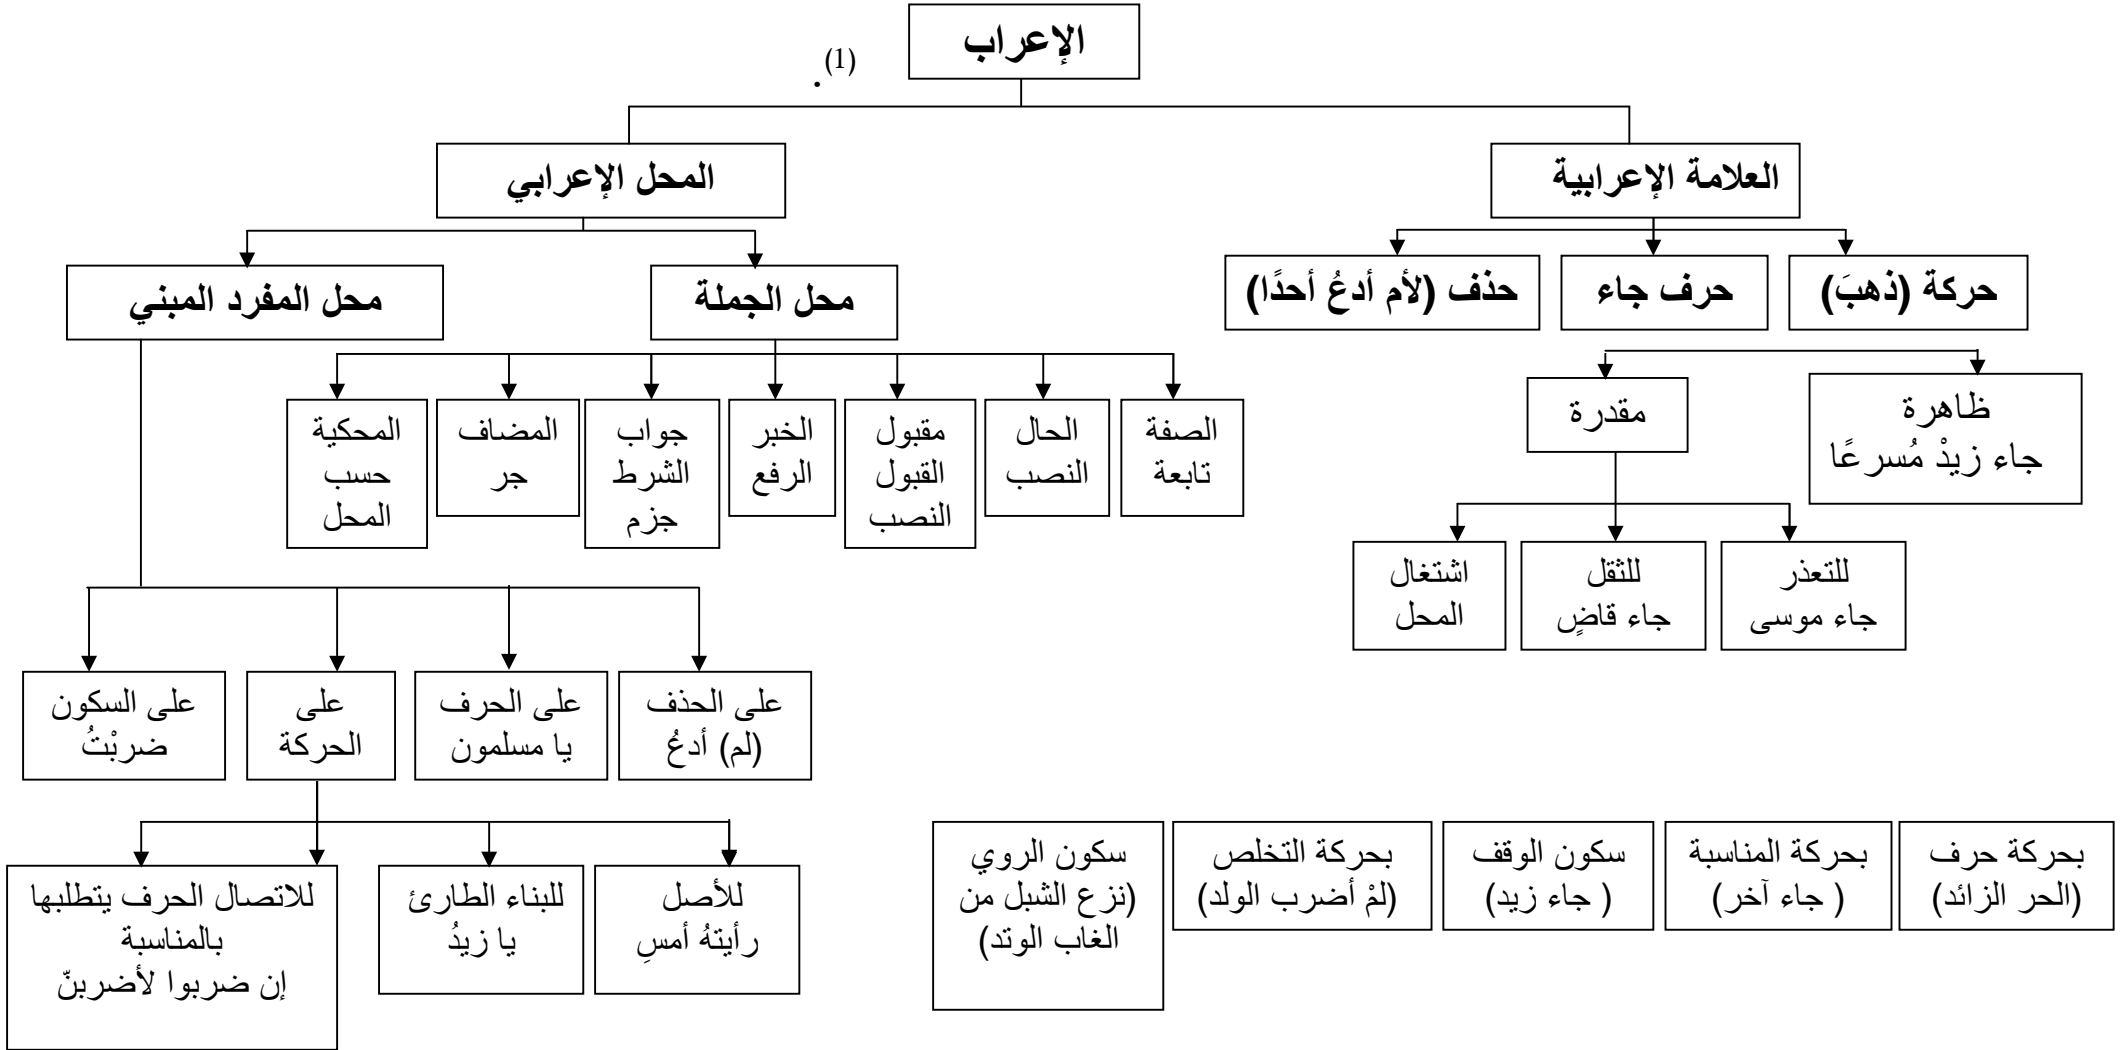 الإعراب
(1).
العلامة الإعرابية
المحل الإعرابي
حركة (ذهبَ)
حرف جاء
حذف (لأم أدعُ أحدًا)
محل الجملة
محل المفرد المبني
ظاهرة
جاء زيدْ مُسرعًا
مقدرة
الصفة
تابعة
الحال
النصب
مقبول
القبول
النصب
الخبر
الرفع
جواب
الشرط
جزم
المضاف
جر
المحكية
حسب
المحل
للتعذر
جاء موسى
للثقل
جاء قاضٍ
اشتغال
المحل
على الحذف
(لم) أدعُ
على الحرف
يا مسلمون
على
الحركة
على السكون
ضربْتُ
بحركة حرف
(الحر الزائد)
بحركة المناسبة
( جاء آخر)
سكون الوقف
( جاء زيد)
بحركة التخلص
(لمْ أضرب الولد)
سكون الروي
(نزع الشبل من
الغاب الوتد)
للأصل
رأيتهُ أمسِ
للبناء الطارئ
يا زيدُ
للاتصال الحرف يتطلبها
بالمناسبة
إن ضربوا لأضربنّ